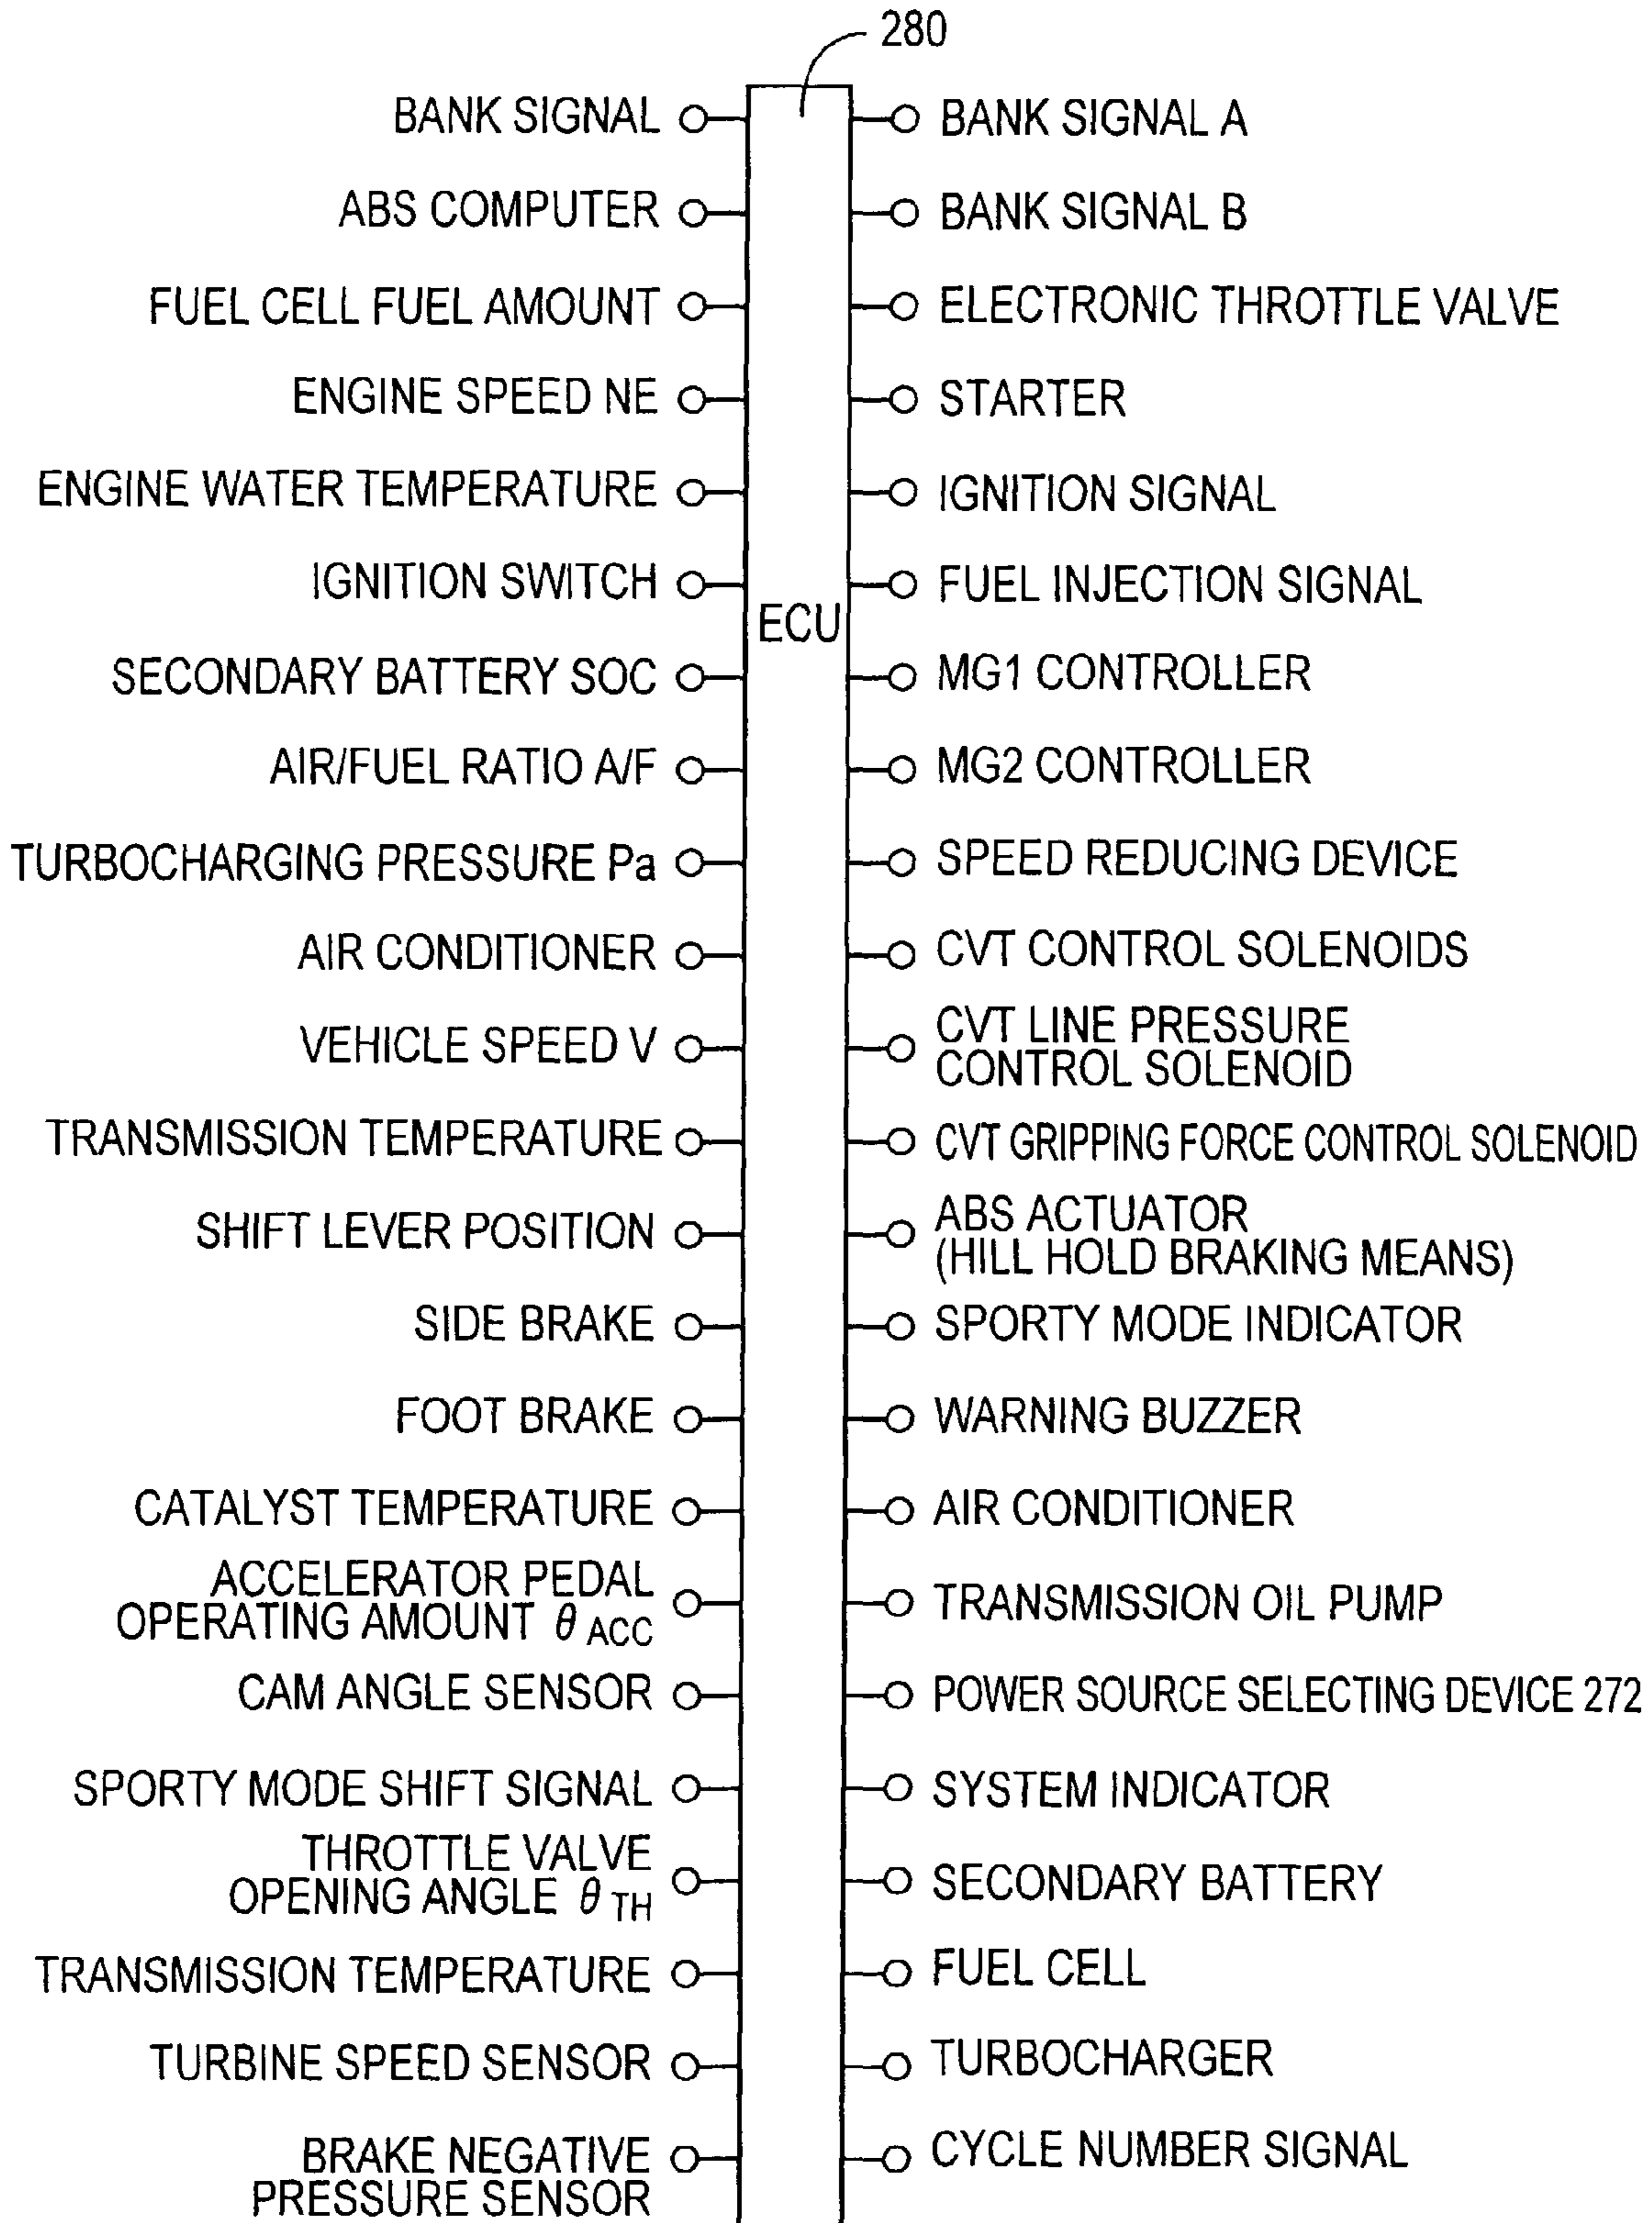 280
BANK SIGNAL
ABS COMPUTER
FUEL CELL FUEL AMOUNT
ENGINE SPEED NE
ENGINE WATER TEMPERATURE
IGNITION SWITCH
SECONDARY BATTERY SOC
AIR/FUEL RATIO A/F
TURBOCHARGING PRESSURE Pa
AIR CONDITIONER
VEHICLE SPEED V
TRANSMISSION TEMPERATURE
SHIFT LEVER POSITION
SIDE BRAKE
FOOT BRAKE
CATALYST TEMPERATURE
ACCELERATOR PEDAL
OPERATING AMOUNT θ ACC
CAM ANGLE SENSOR
SPORTY MODE SHIFT SIGNAL
THROTTLE VALVE
OPENING ANGLE θ TH
TRANSMISSION TEMPERATURE
TURBINE SPEED SENSOR
BRAKE NEGATIVE
PRESSURE SENSOR
ECU
BANK SIGNAL A
BANK SIGNAL B
ELECTRONIC THROTTLE VALVE
STARTER
IGNITION SIGNAL
FUEL INJECTION SIGNAL
MG1 CONTROLLER
MG2 CONTROLLER
SPEED REDUCING DEVICE
CVT CONTROL SOLENOIDS
CVT LINE PRESSURE
CONTROL SOLENOID
CVT GRIPPING FORCE CONTROL SOLENOID
ABS ACTUATOR
(HILL HOLD BRAKING MEANS)
SPORTY MODE INDICATOR
WARNING BUZZER
AIR CONDITIONER
TRANSMISSION OIL PUMP
POWER SOURCE SELECTING DEVICE 272
SYSTEM INDICATOR
SECONDARY BATTERY
FUEL CELL
TURBOCHARGER
CYCLE NUMBER SIGNAL